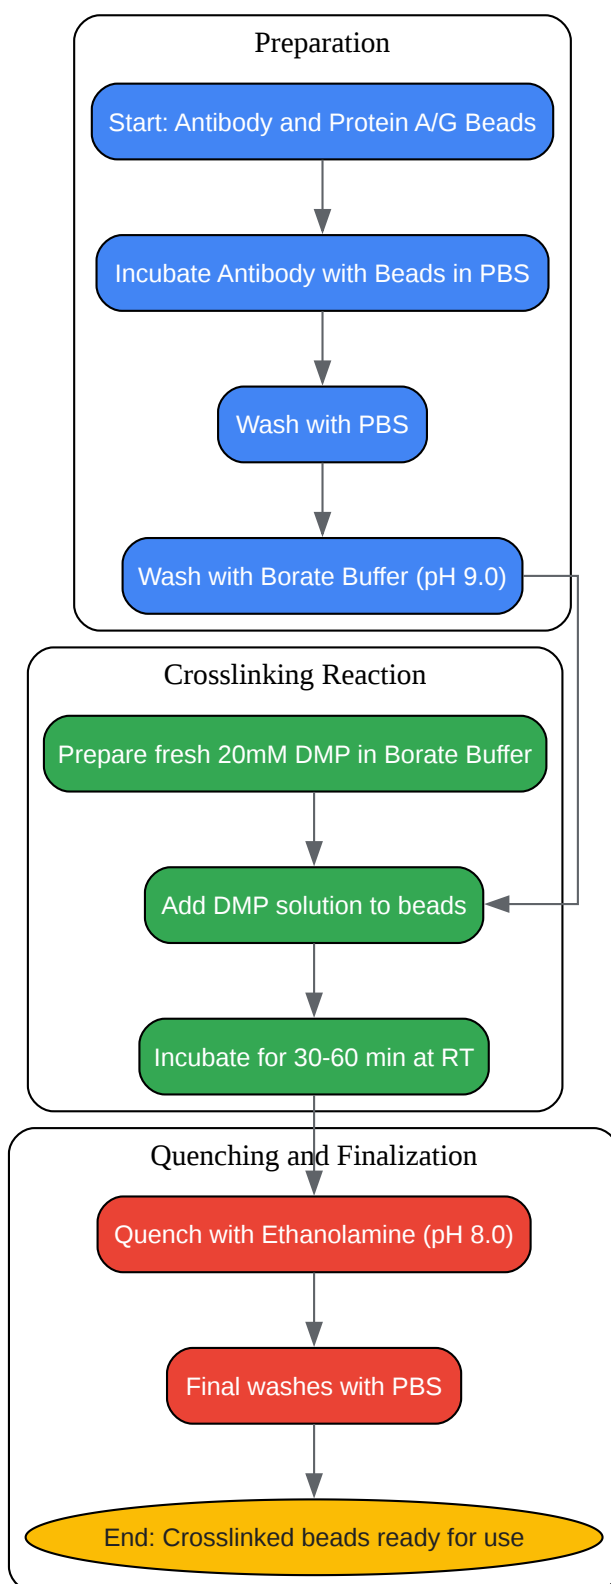 Preparation
Start: Antibody and Protein A/G Beads
Incubate Antibody with Beads in PBS
Wash with PBS
Wash with Borate Buffer (pH 9.0)
Crosslinking Reaction
Prepare fresh 20mM DMP in Borate Buffer
Add DMP solution to beads
Incubate for 30-60 min at RT
Quenching and Finalization
Quench with Ethanolamine (pH 8.0)
Final washes with PBS
End: Crosslinked beads ready for use